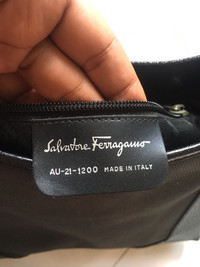 Salvatore Ferragamo
AU-21-1200 MADE IN ITALY